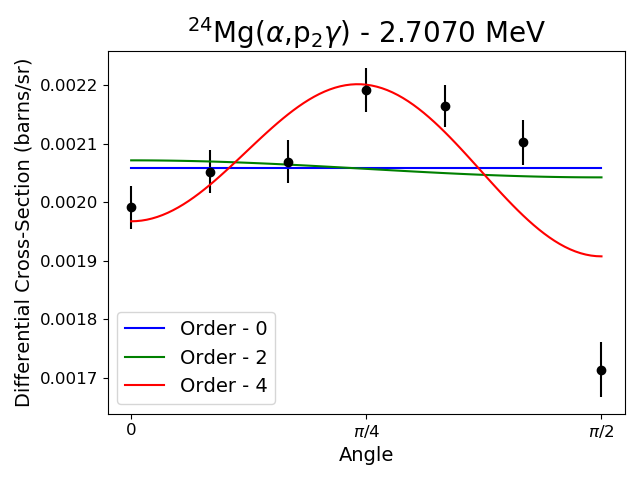 ²⁴Mg(α,p₂γ) - 2.7070 MeV
Differential Cross-Section (barns/sr)
0.0022
0.0021
0.0020
0.0019
0.0018
0.0017
Order - 0
Order - 2
Order - 4
0 π/4 π/2
Angle